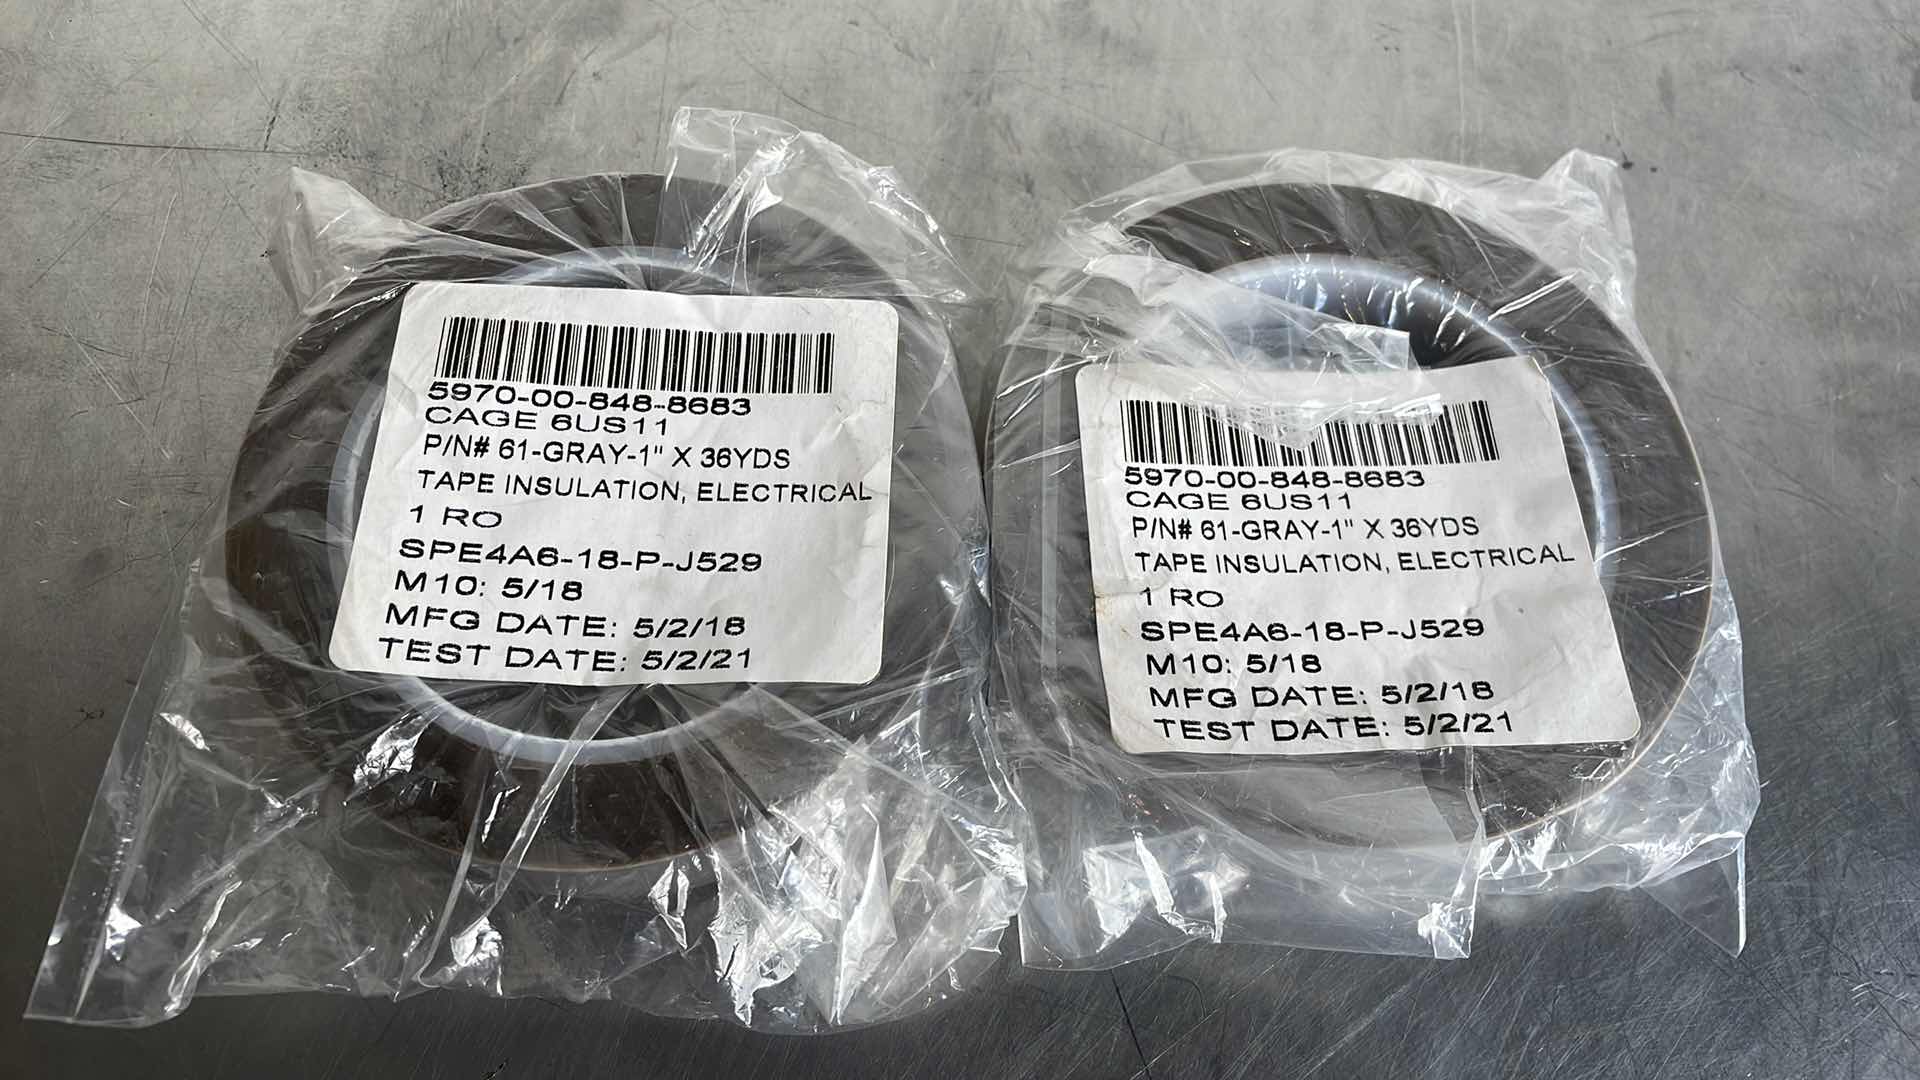 5970-00-848-8683
CAGE 6US11
P/N# 61-GRAY-1" X 36YDS
TAPE INSULATION, ELECTRICAL
1 RO
SPE4A6-18-P-J529
M10: 5/18
MFG DATE: 5/2/18
TEST DATE: 5/2/21
5970-00-848-8683
CAGE 6US11
P/N# 61-GRAY-1" X 36YDS
TAPE INSULATION, ELECTRICAL
1 RO
SPE4A6-18-P-J529
M10: 5/18
MFG DATE: 5/2/18
TEST DATE: 5/2/21